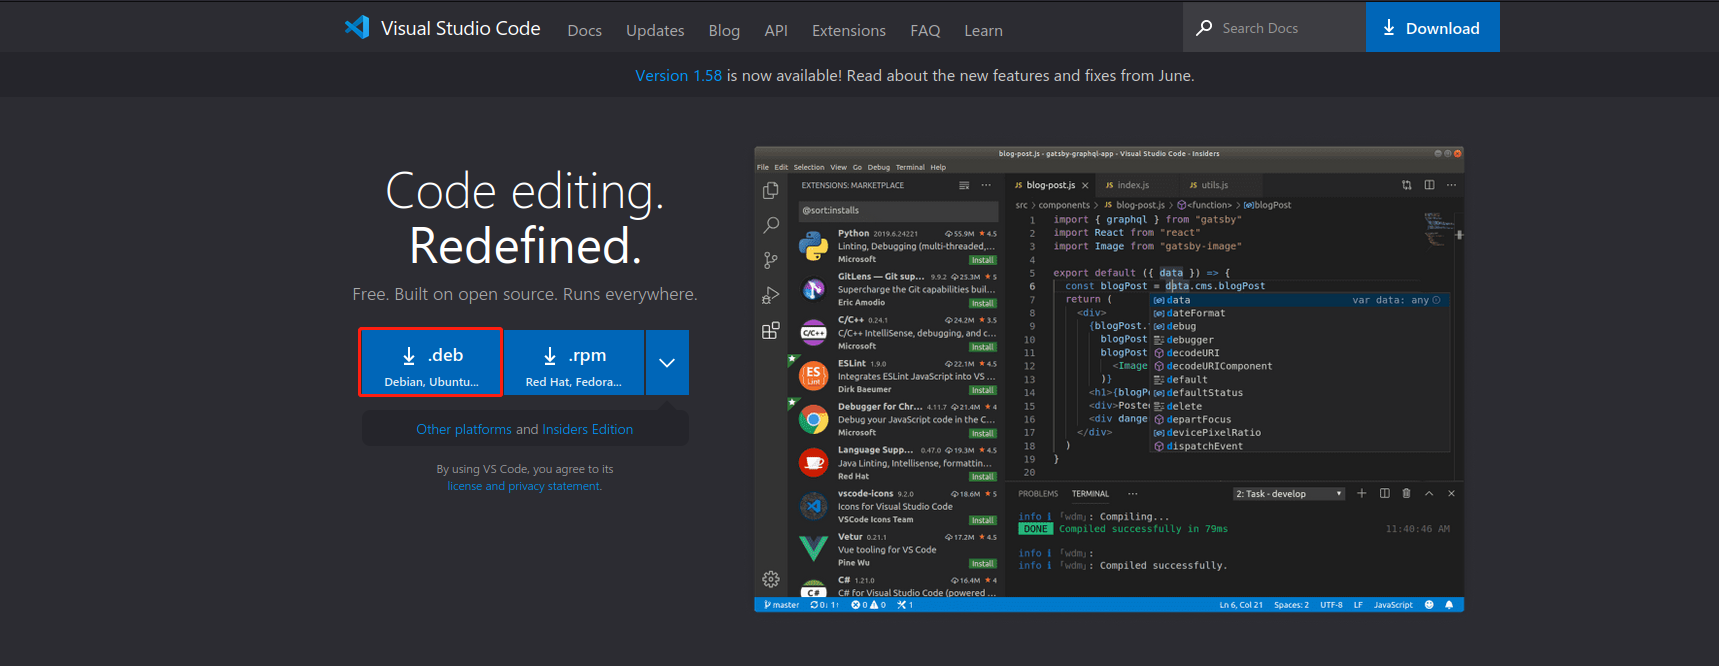 Visual Studio Code Docs Updates Blog API Extensions FAQ Learn Search Docs Download
Version 1.58 is now available! Read about the new features and fixes from June.
Code editing.
Redefined.
Free. Built on open source. Runs everywhere.
.deb
Debian, Ubuntu...
.rpm
Red Hat, Fedora...
Other platforms and Insiders Edition
By using VS Code, you agree to its
license and privacy statement.
blog-post.js - gatsby-graphql-app - Visual Studio Code - Insiders
File Edit Selection View Go Debug Terminal Help
EXTENSIONS: MARKETPLACE
@sort:installs
Python 2019.6.24221 55.9M 4.5
Linting, Debugging (multi-threaded,...
Microsoft Install
GitLens — Git sup... 9.9.2 25.3M 5
Supercharge the Git capabilities buil...
Eric Amodio Install
C/C++ 0.24.1 24.2M 3.5
C/C++ IntelliSense, debugging, and c...
Microsoft Install
ESLint 1.9.0 22.1M 4.5
Integrates ESLint JavaScript into VS ...
Dirk Baeumer Install
Debugger for Chr... 4.11.7 21.4M 4
Debug your JavaScript code in the C...
Microsoft Install
Language Supp... 0.47.0 19.3M 4.5
Java Linting, Intellisense, formattin...
Red Hat Install
vscode-icons 9.2.0 18.6M 5
Icons for Visual Studio Code
VSCode Icons Team Install
Vetur 0.21.1 17.2M 4.5
Vue tooling for VS Code
Pine Wu Install
C# 1.21.0 16.4M 4
C# for Visual Studio Code (powered ...
C/C++
ES
Lint
C#
JS blog-post.js JS index.js JS utils.js
src > components > JS blog-post.js > <function> > blogPost
1 import { graphql } from "gatsby"
2 import React from "react"
3 import Image from "gatsby-image"
4
5 export default ({ data }) => {
6 const blogPost = data.cms.blogPost
7 return (
8 <div>
9 {blogPost.
10 blogPost
11 blogPost
12 <Image
13 )}
14 <h1>{blogP
15 <div>Poste
16 <div dange
17 </div>
18 )
19 }
20
data var data: any
dateFormat
debug
debugger
decodeURI
decodeURIComponent
default
defaultStatus
delete
departFocus
devicePixelRatio
dispatchEvent
PROBLEMS TERMINAL ... 2: Task - develop
info i 「wdm」: Compiling...
DONE Compiled successfully in 79ms 11:40:46 AM
info i 「wdm」:
info i 「wdm」: Compiled successfully.
master 0↓ 1↑ 0 0 1 Ln 6, Col 21 Spaces: 2 UTF-8 LF JavaScript